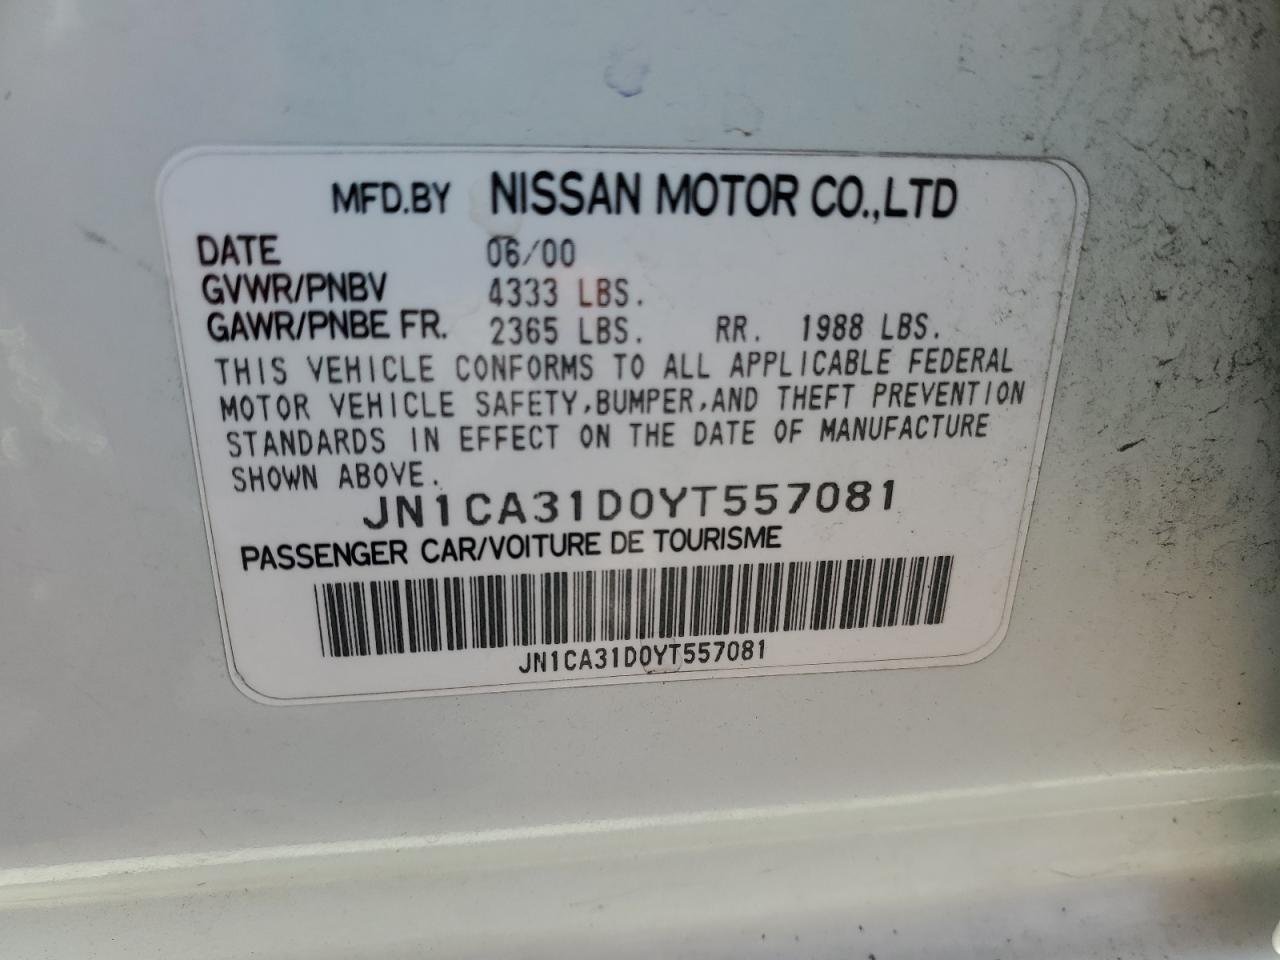 MFD.BY NISSAN MOTOR CO.,LTD
DATE 06/00
GVWR/PNBV 4333 LBS.
GAWR/PNBE FR. 2365 LBS. RR. 1988 LBS.
THIS VEHICLE CONFORMS TO ALL APPLICABLE FEDERAL
MOTOR VEHICLE SAFETY,BUMPER,AND THEFT PREVENTION
STANDARDS IN EFFECT ON THE DATE OF MANUFACTURE
SHOWN ABOVE.
JN1CA31D0YT557081
PASSENGER CAR/VOITURE DE TOURISME
JN1CA31D0YT557081